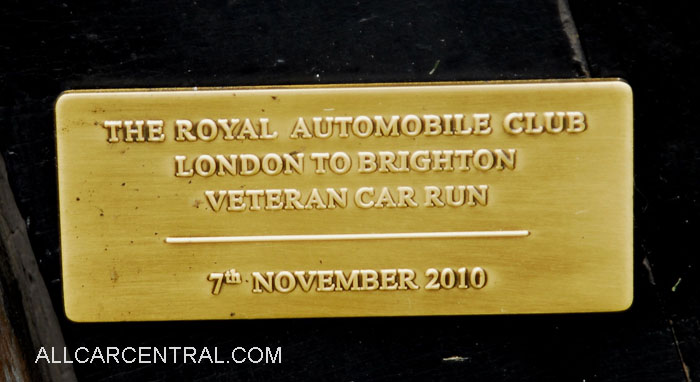 THE ROYAL AUTOMOBILE CLUB
LONDON TO BRIGHTON
VETERAN CAR RUN
7th NOVEMBER 2010
ALLCARCENTRAL.COM